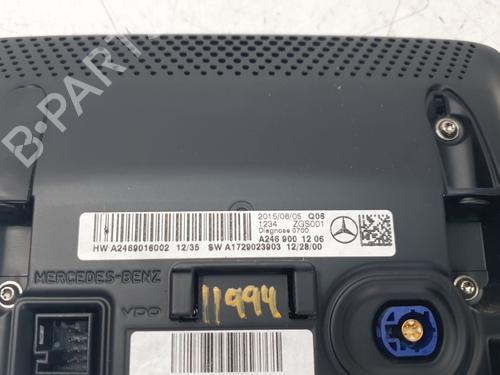 B-PARTS
2015/06/05 Q06
1234 ZGS001
Diagnose 0700
A246 900 12 06
HW A2469016002 12/35 SW A1729023903 12/28/00
MERCEDES-BENZ
VDO
11994